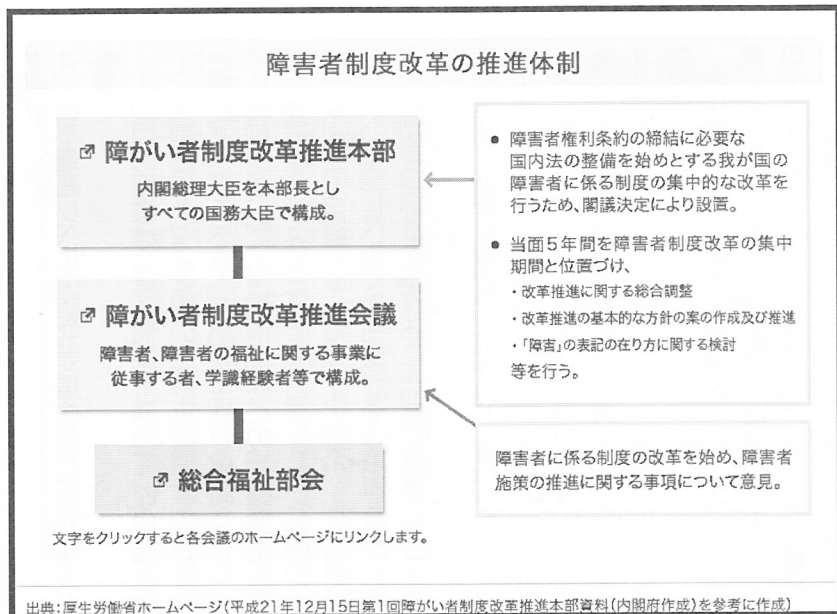 障害者制度改革の推進体制
障がい者制度改革推進本部
内閣総理大臣を本部長とし
すべての国務大臣で構成。
障がい者制度改革推進会議
障害者、障害者の福祉に関する事業に
従事する者、学識経験者等で構成。
総合福祉部会
文字をクリックすると各会議のホームページにリンクします。
● 障害者権利条約の締結に必要な
国内法の整備を始めとする我が国の
障害者に係る制度の集中的な改革を
行うため、閣議決定により設置。
● 当面5年間を障害者制度改革の集中
期間と位置づけ、
・改革推進に関する総合調整
・改革推進の基本的な方針の案の作成及び推進
・「障害」の表記の在り方に関する検討
等を行う。
障害者に係る制度の改革を始め、障害者
施策の推進に関する事項について意見。
出典:厚生労働省ホームページ(平成21年12月15日第1回障がい者制度改革推進本部資料(内閣府作成)を参考に作成)